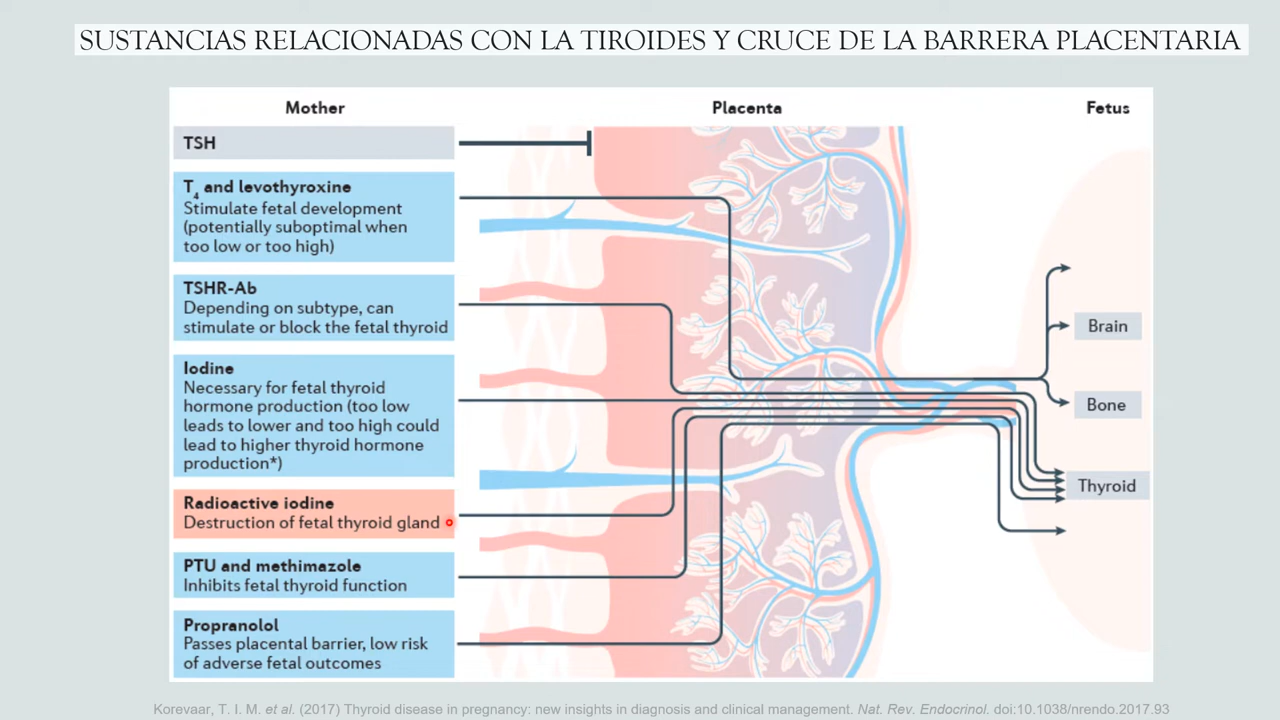 SUSTANCIAS RELACIONADAS CON LA TIROIDES Y CRUCE DE LA BARRERA PLACENTARIA
Mother
Placenta
Fetus
TSH
T4 and levothyroxine
Stimulate fetal development
(potentially suboptimal when
too low or too high)
TSHR-Ab
Depending on subtype, can
stimulate or block the fetal thyroid
Iodine
Necessary for fetal thyroid
hormone production (too low
leads to lower and too high could
lead to higher thyroid hormone
production*)
Radioactive iodine
Destruction of fetal thyroid gland
PTU and methimazole
Inhibits fetal thyroid function
Propranolol
Passes placental barrier, low risk
of adverse fetal outcomes
Brain
Bone
Thyroid
Korevaar, T. I. M. et al. (2017) Thyroid disease in pregnancy: new insights in diagnosis and clinical management. Nat. Rev. Endocrinol. doi:10.1038/nrendo.2017.93